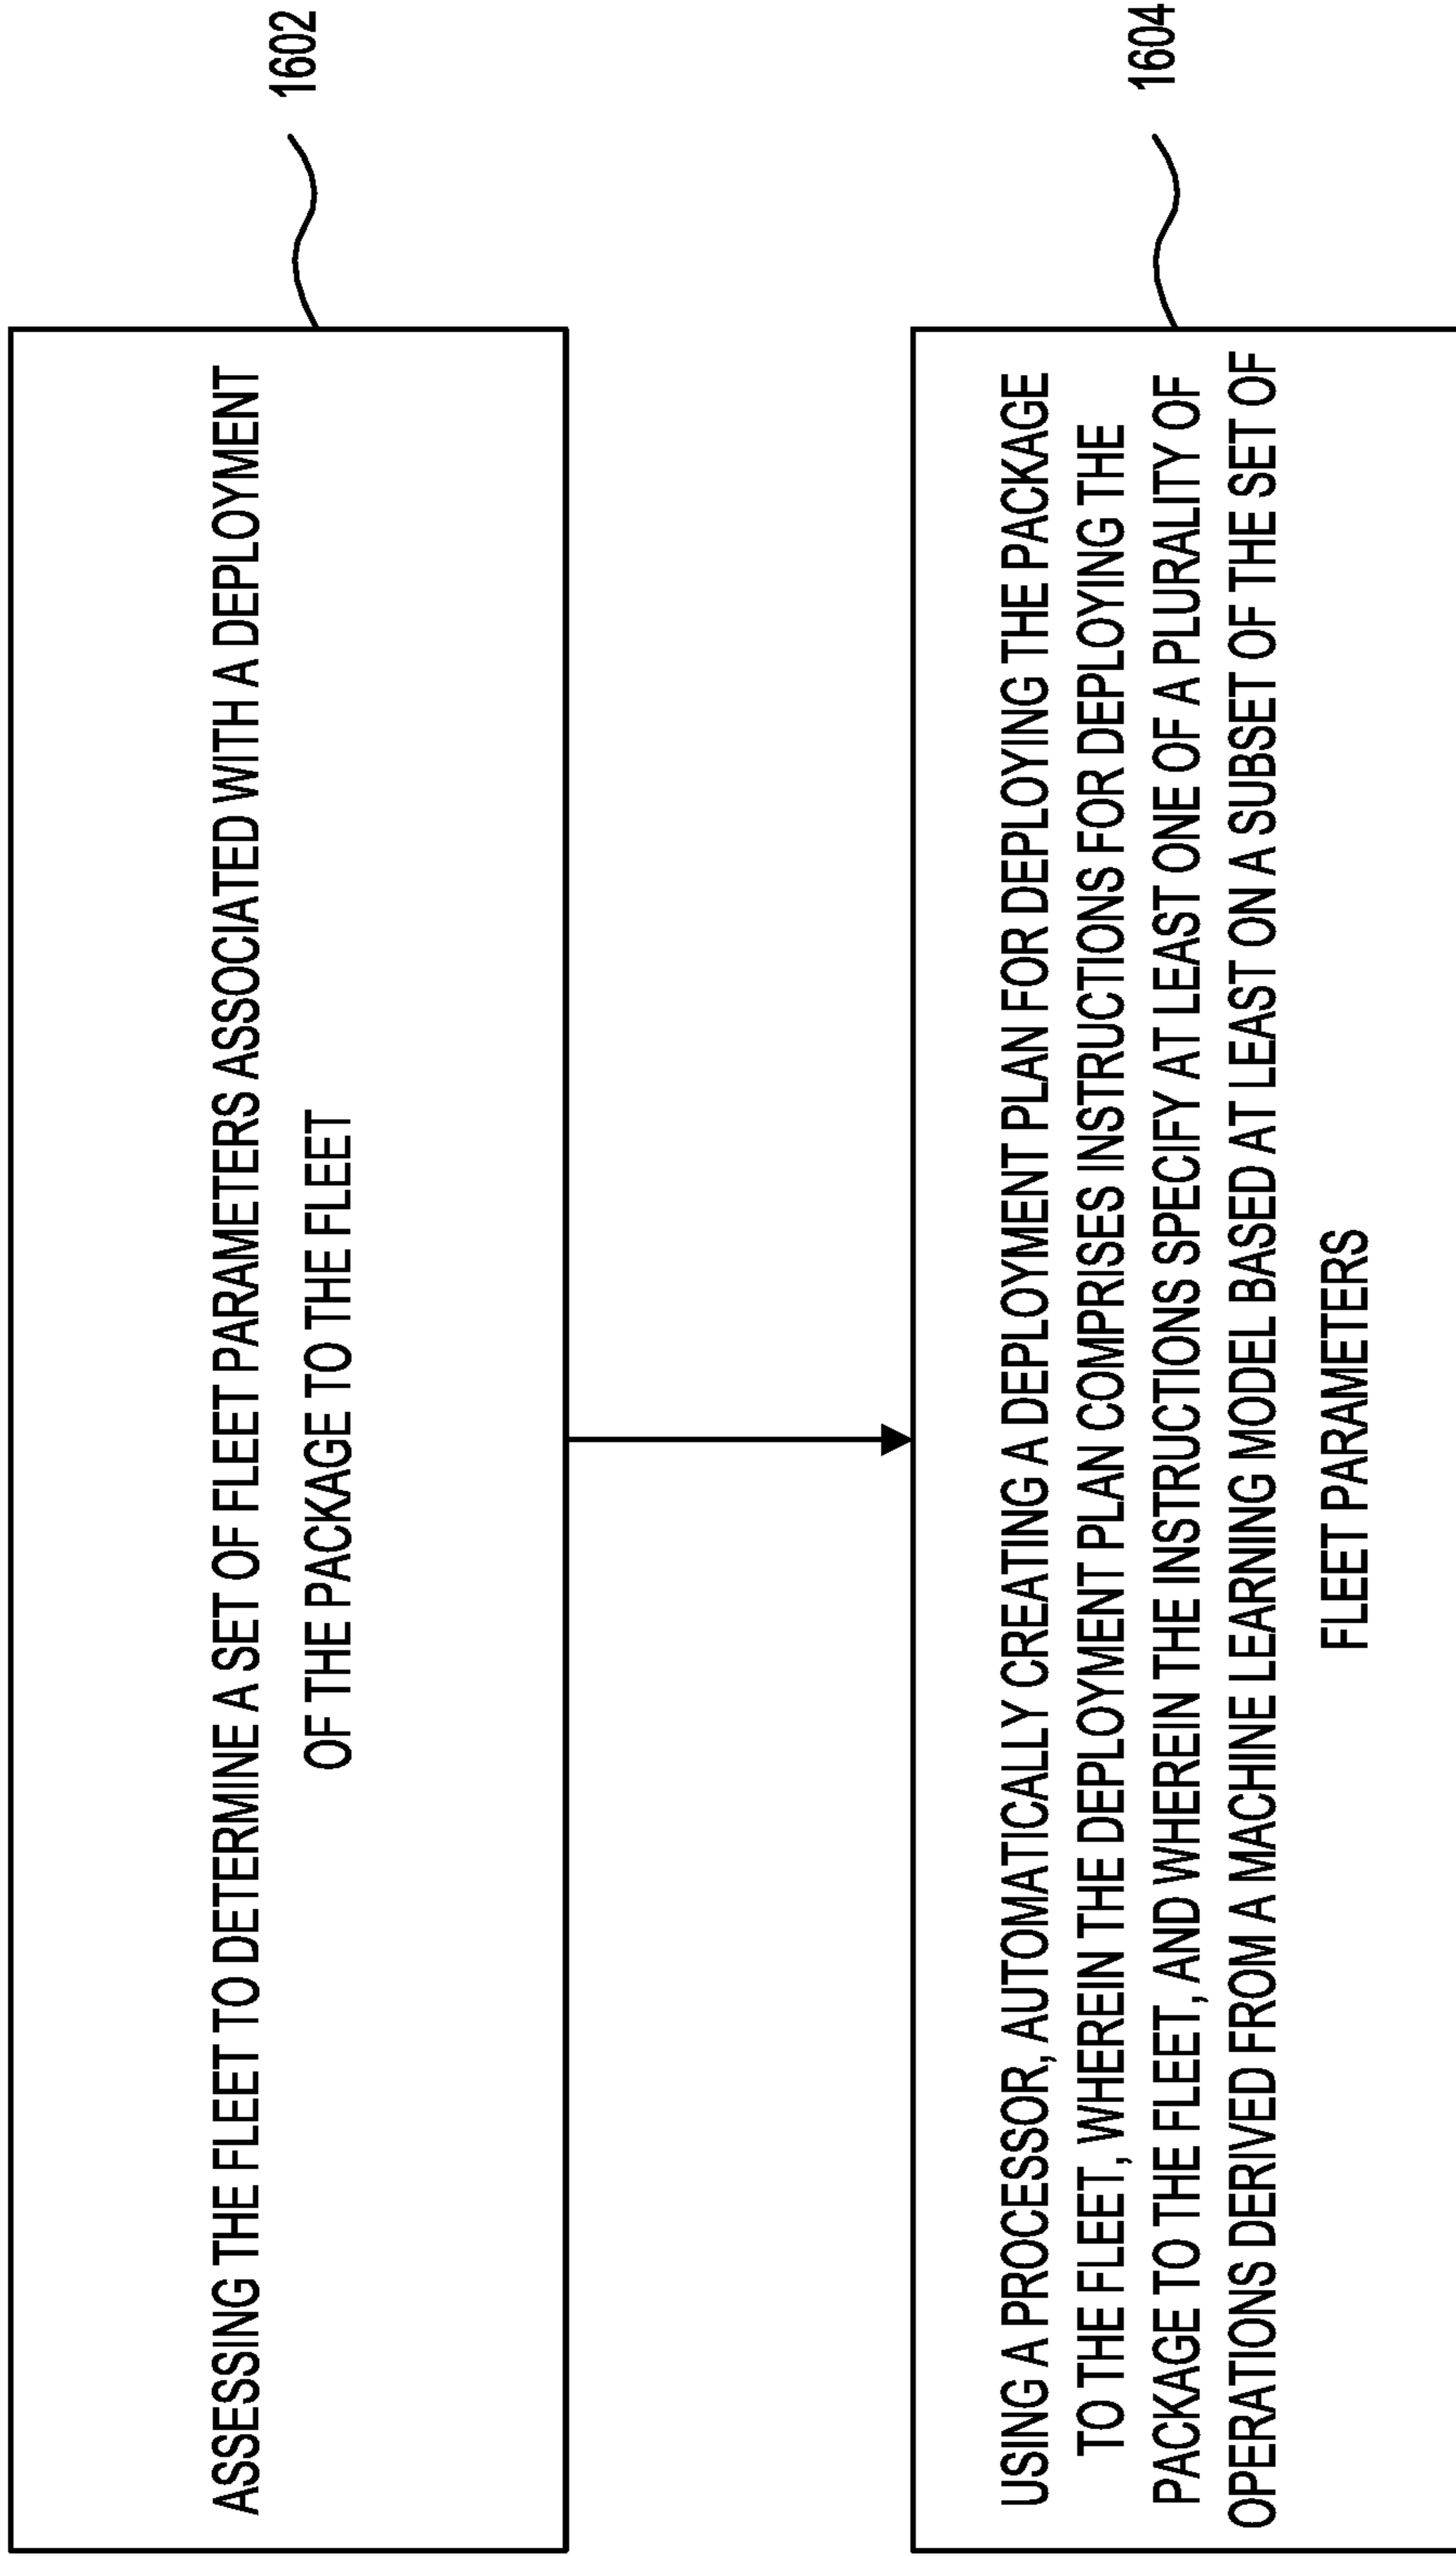 ASSESSING THE FLEET TO DETERMINE A SET OF FLEET PARAMETERS ASSOCIATED WITH A DEPLOYMENT
OF THE PACKAGE TO THE FLEET
1602
USING A PROCESSOR, AUTOMATICALLY CREATING A DEPLOYMENT PLAN FOR DEPLOYING THE PACKAGE
TO THE FLEET, WHEREIN THE DEPLOYMENT PLAN COMPRISES INSTRUCTIONS FOR DEPLOYING THE
PACKAGE TO THE FLEET, AND WHEREIN THE INSTRUCTIONS SPECIFY AT LEAST ONE OF A PLURALITY OF
OPERATIONS DERIVED FROM A MACHINE LEARNING MODEL BASED AT LEAST ON A SUBSET OF THE SET OF
FLEET PARAMETERS
1604